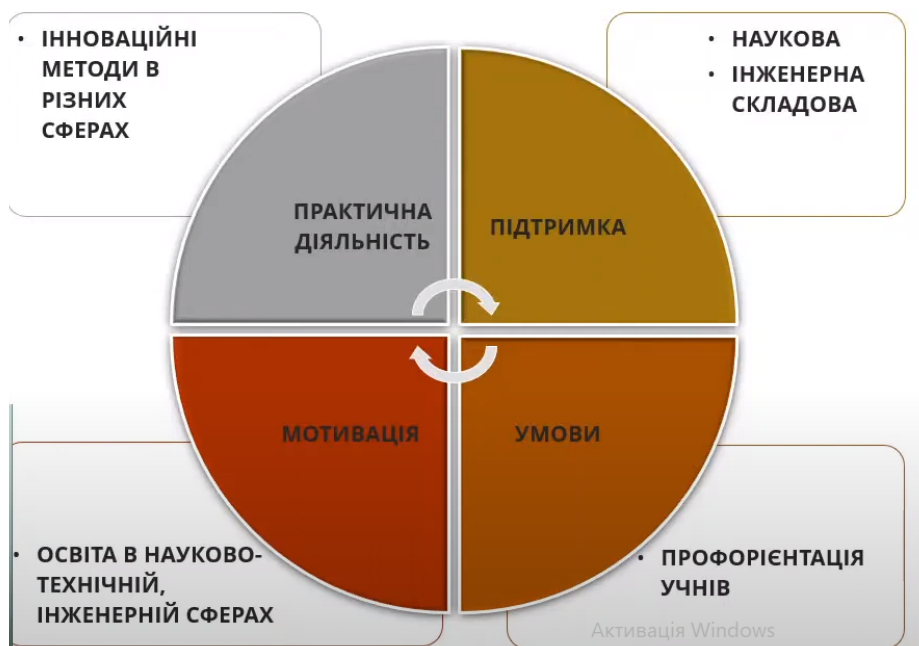 • ІННОВАЦІЙНІ
МЕТОДИ В
РІЗНИХ
СФЕРАХ
• НАУКОВА
• ІНЖЕНЕРНА
СКЛАДОВА
ПРАКТИЧНА
ДІЯЛЬНІСТЬ
ПІДТРИМКА
МОТИВАЦІЯ
УМОВИ
• ОСВІТА В НАУКОВО-
ТЕХНІЧНІЙ,
ІНЖЕНЕРНІЙ СФЕРАХ
• ПРОФОРІЄНТАЦІЯ
УЧНІВ
Активація Windows